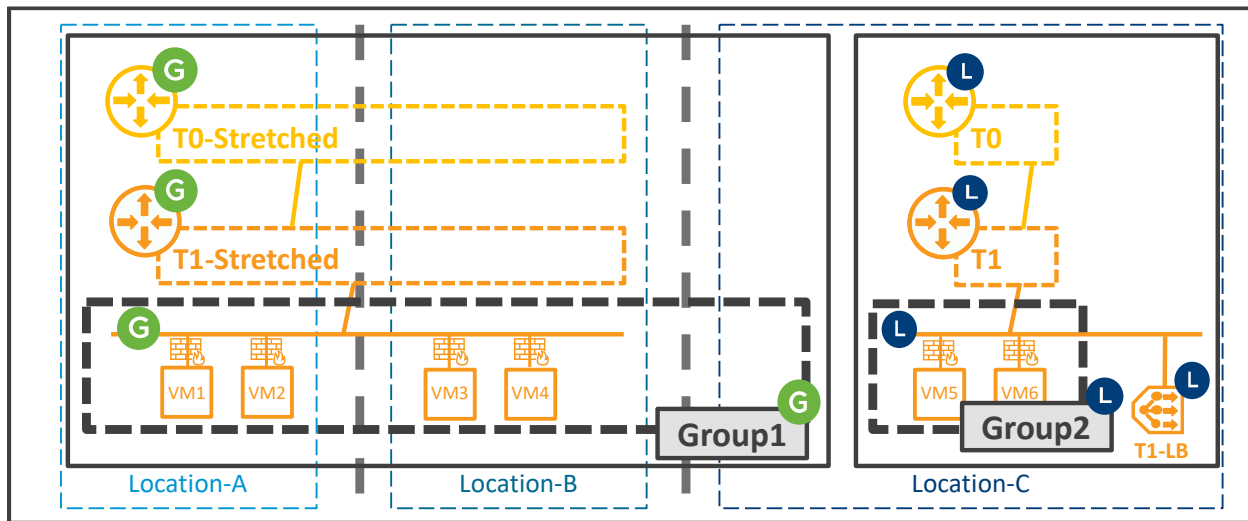 G
L
T0-Stretched
T0
G
L
T1-Stretched
T1
G
L
VM1
VM2
VM3
VM4
VM5
VM6
G
L
L
Group1
Group2
T1-LB
Location-A
Location-B
Location-C